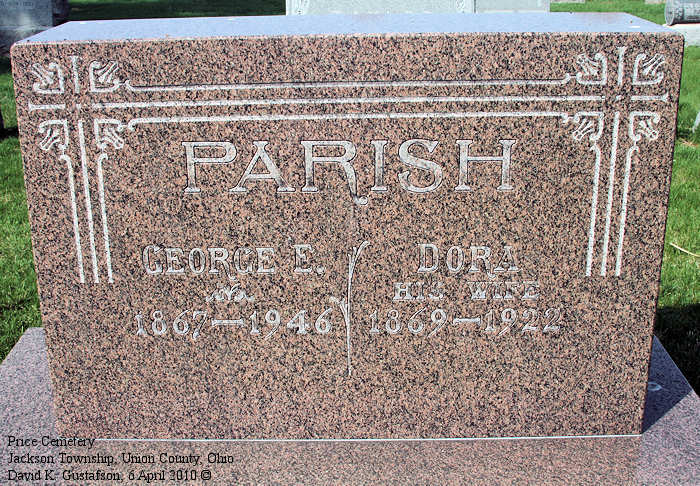 PARISH
GEORGE E.
1867–1946
DORA
HIS WIFE
1869–1922
Price Cemetery
Jackson Township, Union County, Ohio
David K. Gustafson, 6 April 2010 ©